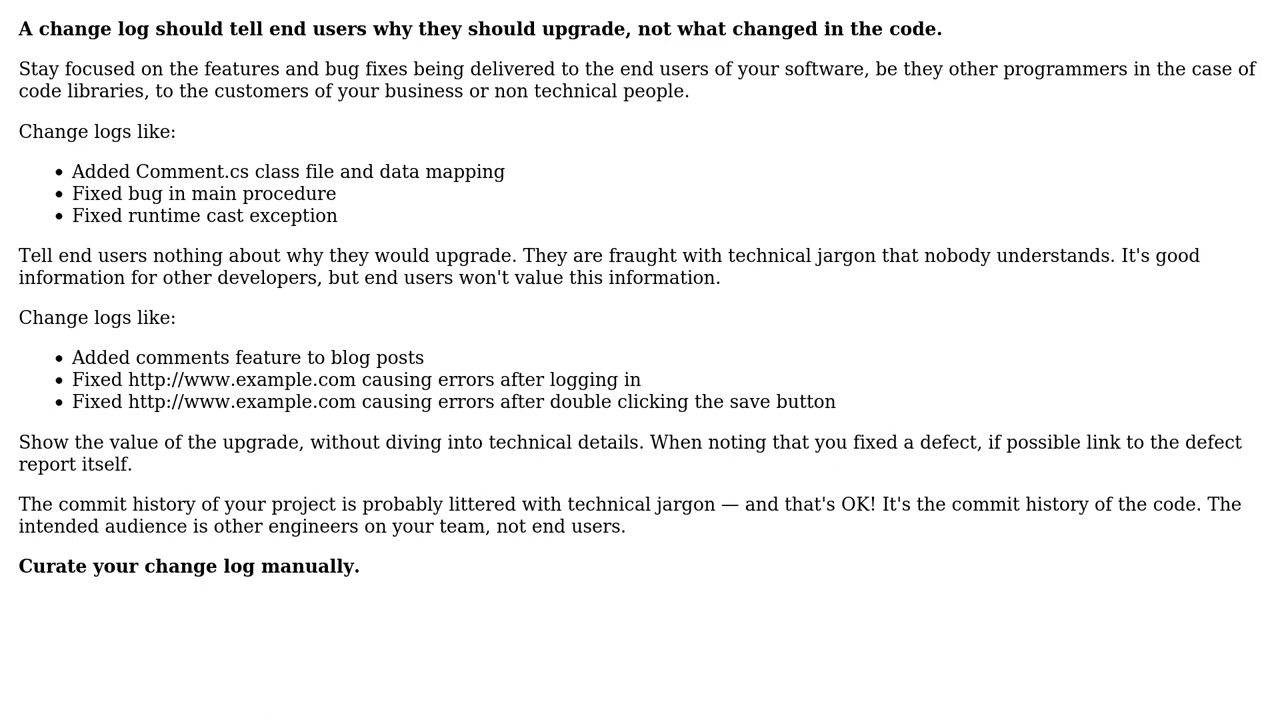 A change log should tell end users why they should upgrade, not what changed in the code.
Stay focused on the features and bug fixes being delivered to the end users of your software, be they other programmers in the case of
code libraries, to the customers of your business or non technical people.
Change logs like:
• Added Comment.cs class file and data mapping
• Fixed bug in main procedure
• Fixed runtime cast exception
Tell end users nothing about why they would upgrade. They are fraught with technical jargon that nobody understands. It's good
information for other developers, but end users won't value this information.
Change logs like:
• Added comments feature to blog posts
• Fixed http://www.example.com causing errors after logging in
• Fixed http://www.example.com causing errors after double clicking the save button
Show the value of the upgrade, without diving into technical details. When noting that you fixed a defect, if possible link to the defect
report itself.
The commit history of your project is probably littered with technical jargon — and that's OK! It's the commit history of the code. The
intended audience is other engineers on your team, not end users.
Curate your change log manually.